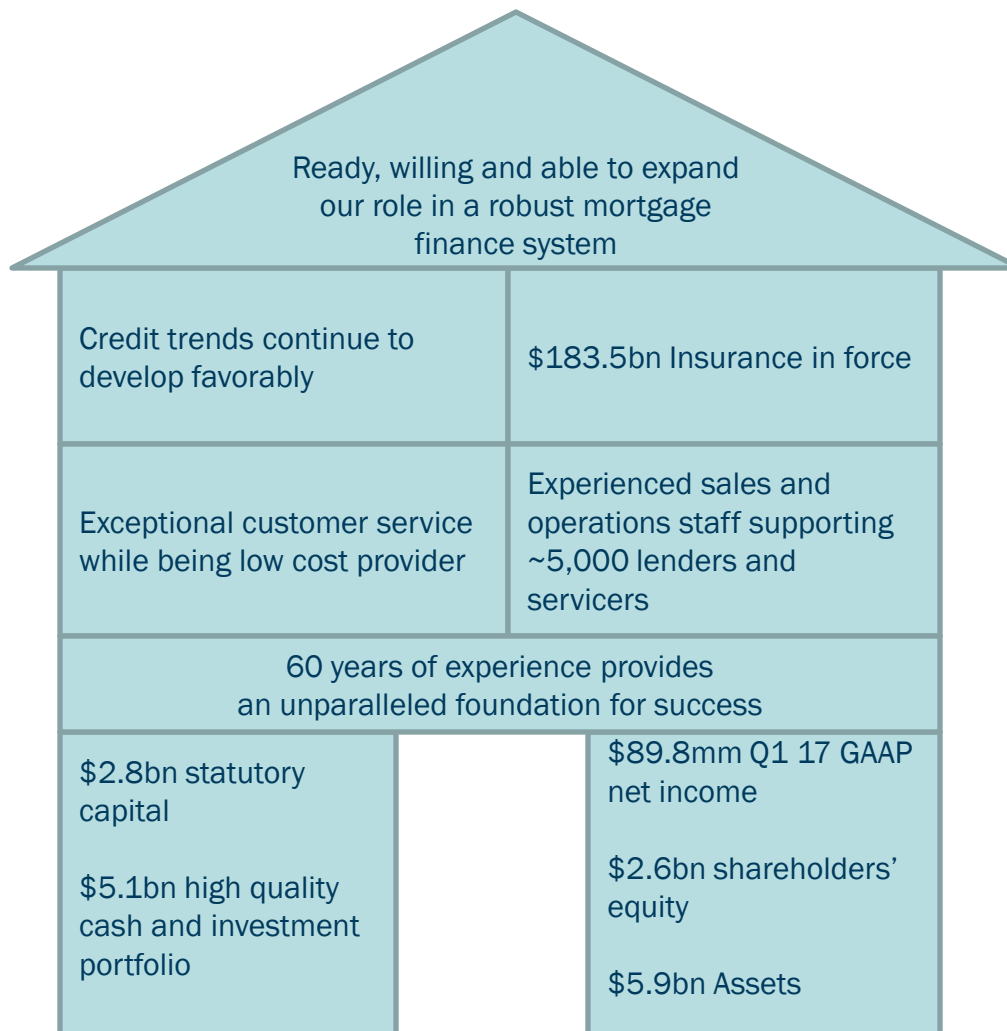 Ready, willing and able to expand
our role in a robust mortgage
finance system
Credit trends continue to
develop favorably
$183.5bn Insurance in force
Exceptional customer service
while being low cost provider
Experienced sales and
operations staff supporting
~5,000 lenders and
servicers
60 years of experience provides
an unparalleled foundation for success
$2.8bn statutory
capital
$5.1bn high quality
cash and investment
portfolio
$89.8mm Q1 17 GAAP
net income
$2.6bn shareholders’
equity
$5.9bn Assets